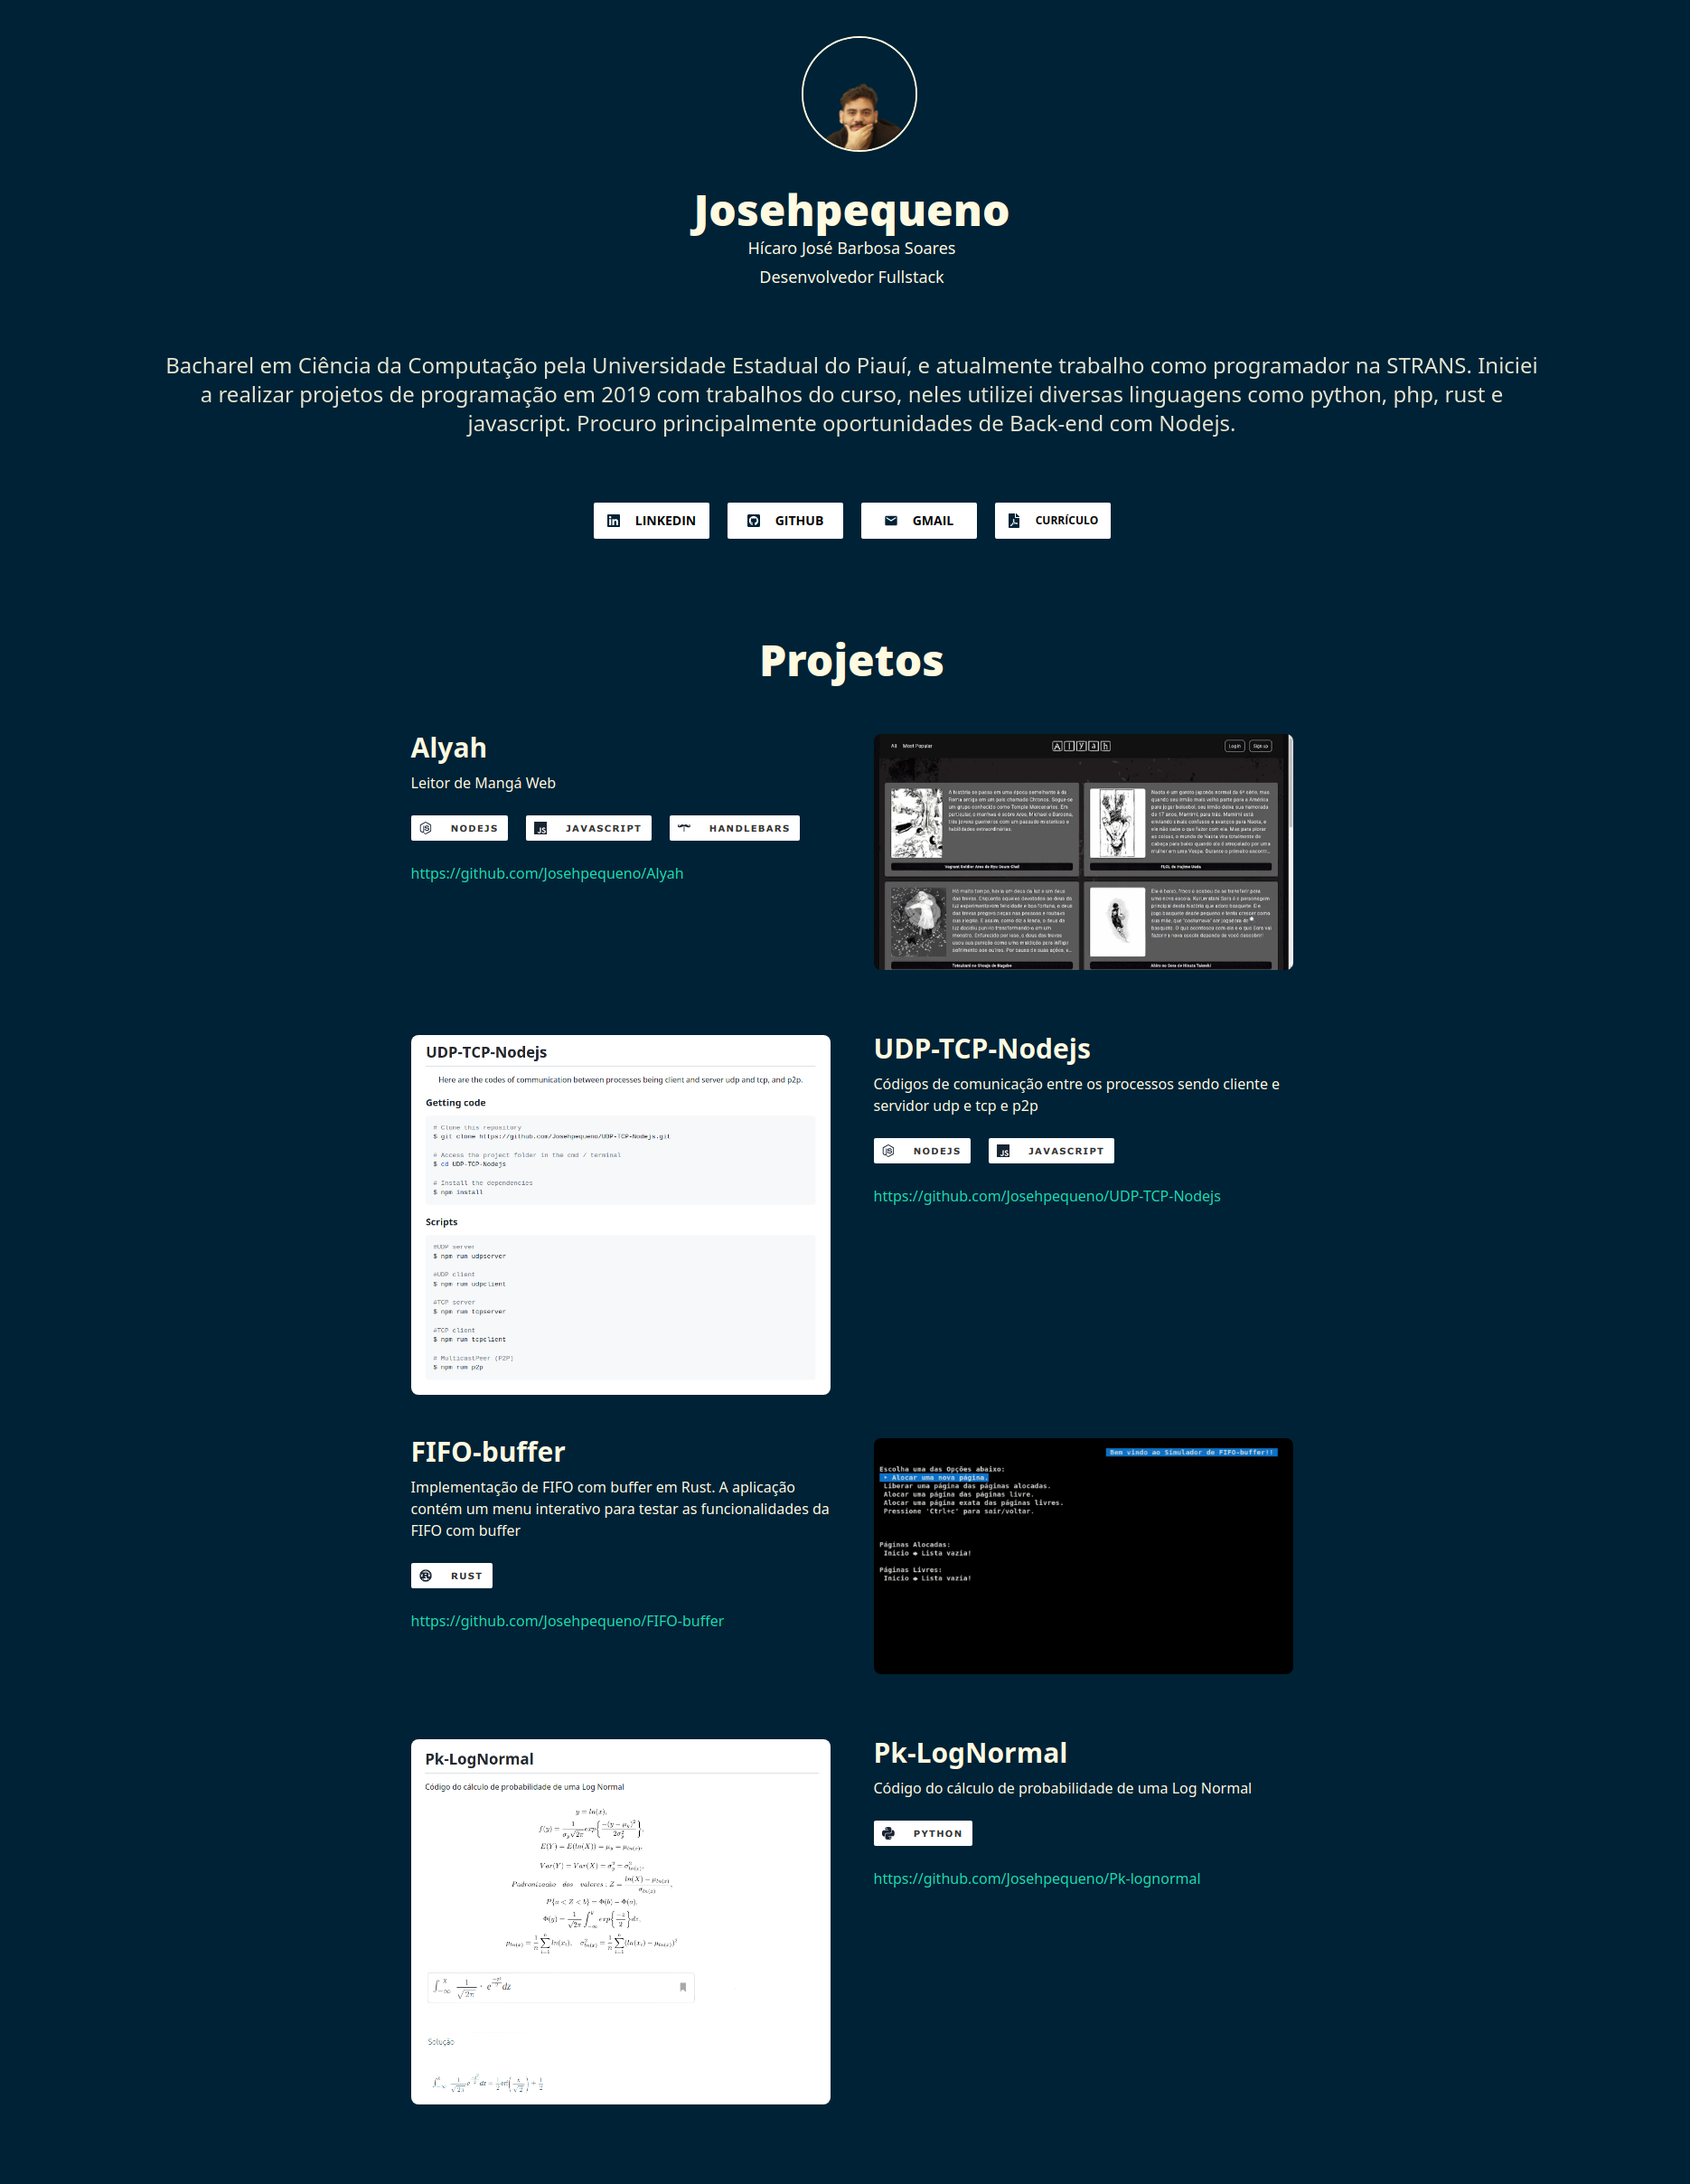 Josehpequeno
Hícaro José Barbosa Soares
Desenvolvedor Fullstack
Bacharel em Ciência da Computação pela Universidade Estadual do Piauí, e atualmente trabalho como programador na STRANS. Iniciei
a realizar projetos de programação em 2019 com trabalhos do curso, neles utilizei diversas linguagens como python, php, rust e
javascript. Procuro principalmente oportunidades de Back-end com Nodejs.
LINKEDIN GITHUB GMAIL CURRÍCULO
Projetos
Alyah
Leitor de Mangá Web
NODEJS JAVASCRIPT HANDLEBARS
https://github.com/Josehpequeno/Alyah
All Most Popular Alyah Login Sign up
UDP-TCP-Nodejs
Here are the codes of communication between processes being client and server udp and tcp, and p2p.
Getting code
# Clone this repository
$ git clone https://github.com/Josehpequeno/UDP-TCP-Nodejs.git
# Access the project folder in the cmd / terminal
$ cd UDP-TCP-Nodejs
# Install the dependencies
$ npm install
Scripts
#UDP server
$ npm run udpserver
#UDP client
$ npm run udpclient
#TCP server
$ npm run tcpserver
#TCP client
$ npm run tcpclient
# MulticastPeer (P2P)
$ npm run p2p
UDP-TCP-Nodejs
Códigos de comunicação entre os processos sendo cliente e
servidor udp e tcp e p2p
NODEJS JAVASCRIPT
https://github.com/Josehpequeno/UDP-TCP-Nodejs
FIFO-buffer
Implementação de FIFO com buffer em Rust. A aplicação
contém um menu interativo para testar as funcionalidades da
FIFO com buffer
RUST
https://github.com/Josehpequeno/FIFO-buffer
Bem vindo ao Simulador de FIFO-buffer!!
Escolha uma das Opções abaixo:
Alocar uma nova página.
Liberar uma página das páginas alocadas.
Alocar uma página das páginas livre.
Alocar uma página exata das páginas livres.
Pressione 'Ctrl+c' para sair/voltar.
Páginas Alocadas:
Inicio ◆ Lista vazia!
Páginas Livres:
Inicio ◆ Lista vazia!
Pk-LogNormal
Código do cálculo de probabilidade de uma Log Normal
y = ln(x),
Solução
Pk-LogNormal
Código do cálculo de probabilidade de uma Log Normal
PYTHON
https://github.com/Josehpequeno/Pk-lognormal